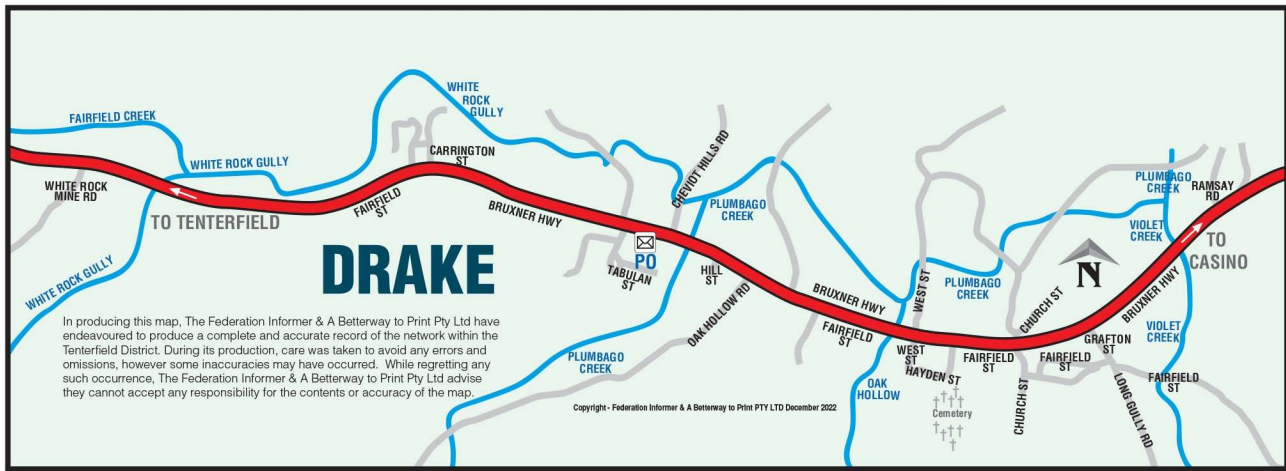 FAIRFIELD CREEK
WHITE ROCK GULLY
WHITE ROCK
MINE RD
TO TENTERFIELD
WHITE ROCK GULLY
WHITE
ROCK
GULLY
CARRINGTON
ST
FAIRFIELD
ST
BRUXNER HWY
CHEVIOT HILLS RD
PLUMBAGO
CREEK
PO
TABULAN
ST
HILL
ST
OAK HOLLOW RD
PLUMBAGO
CREEK
BRUXNER HWY
FAIRFIELD
ST
WEST ST
PLUMBAGO
CREEK
WEST
ST
HAYDEN ST
OAK
HOLLOW
Cemetery
FAIRFIELD
ST
CHURCH ST
CHURCH ST
N
FAIRFIELD
ST
GRAFTON
ST
LONG GULLY RD
BRUXNER HWY
PLUMBAGO
CREEK
VIOLET
CREEK
RAMSAY
RD
TO
CASINO
VIOLET
CREEK
FAIRFIELD
ST
DRAKE
In producing this map, The Federation Informer & A Betterway to Print Pty Ltd have
endeavoured to produce a complete and accurate record of the network within the
Tenterfield District. During its production, care was taken to avoid any errors and
omissions, however some inaccuracies may have occurred. While regretting any
such occurrence, The Federation Informer & A Betterway to Print Pty Ltd advise
they cannot accept any responsibility for the contents or accuracy of the map.
Copyright - Federation Informer & A Betterway to Print PTY LTD December 2022